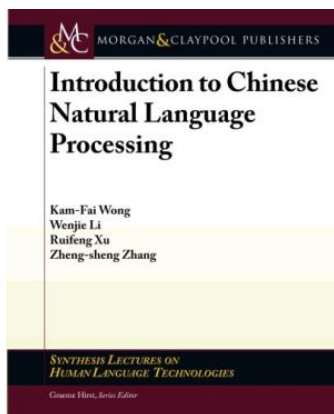 M
&C
MORGAN&CLAYPOOL PUBLISHERS
Introduction to Chinese
Natural Language
Processing
Kam-Fai Wong
Wenjie Li
Ruifeng Xu
Zheng-sheng Zhang
SYNTHESIS LECTURES ON
HUMAN LANGUAGE TECHNOLOGIES
Graeme Hirst, Series Editor